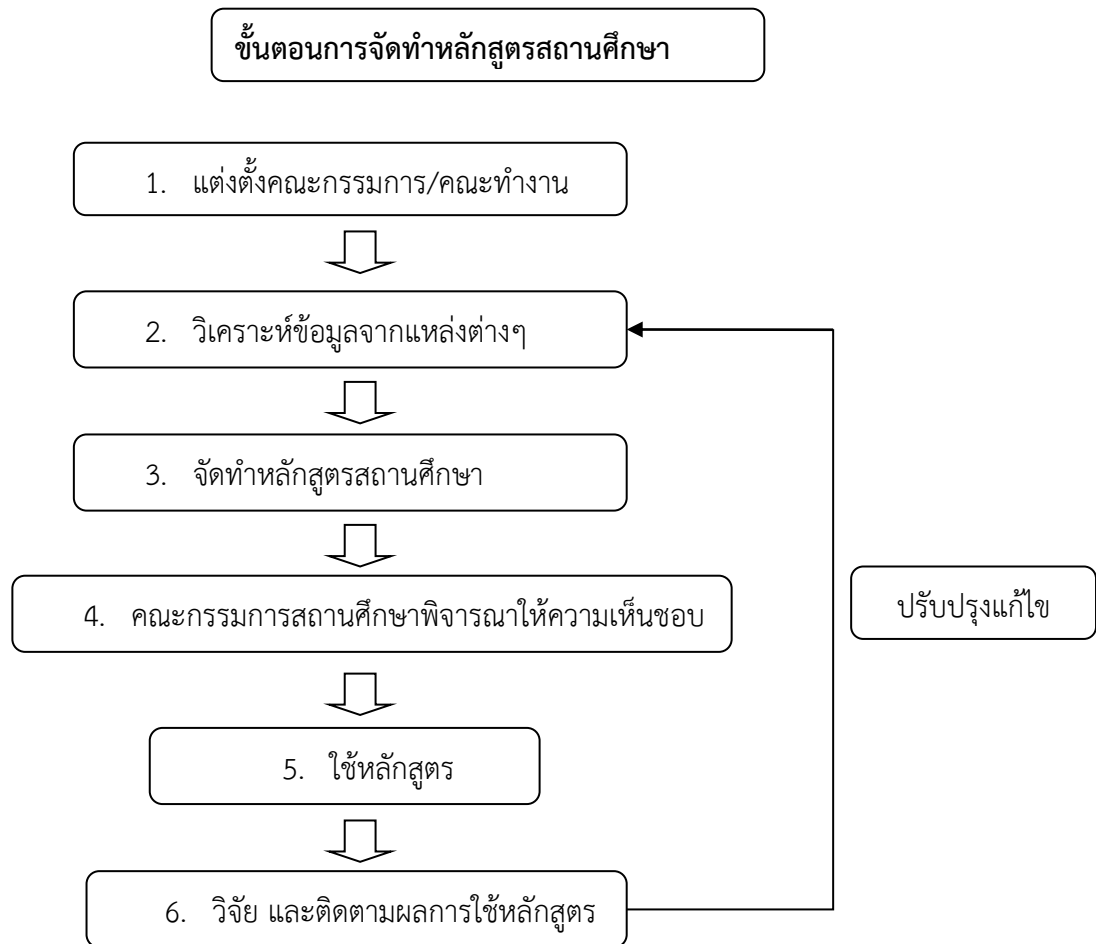 ขั้นตอนการจัดทำหลักสูตรสถานศึกษา
1. แต่งตั้งคณะกรรมการ/คณะทำงาน
2. วิเคราะห์ข้อมูลจากแหล่งต่างๆ
3. จัดทำหลักสูตรสถานศึกษา
4. คณะกรรมการสถานศึกษาพิจารณาให้ความเห็นชอบ
ปรับปรุงแก้ไข
5. ใช้หลักสูตร
6. วิจัย และติดตามผลการใช้หลักสูตร